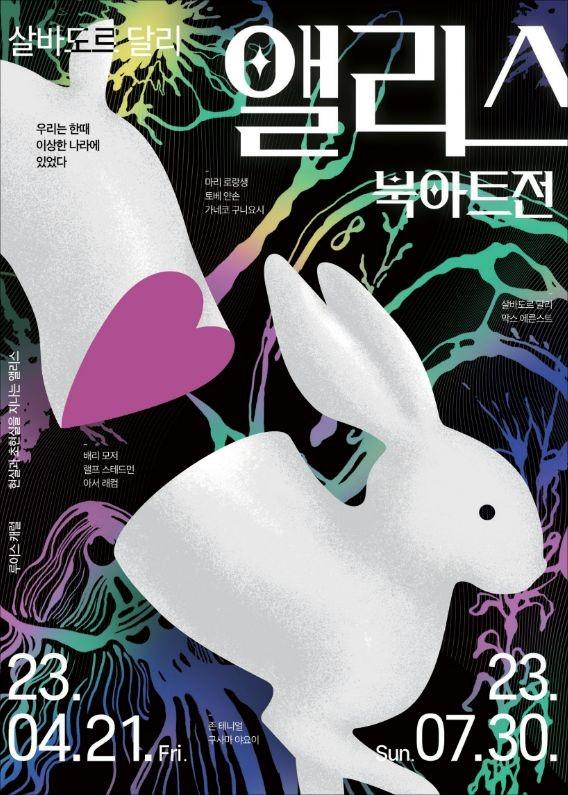 살바도르 달리
앨리스
북아트전
우리는 한때
이상한 나라에
있었다
마리 로랑생
토베 얀손
가네코 구니요시
살바도르 달리
막스 에른스트
현실과 초현실을 지나는 앨리스
배리 모저
랠프 스테드먼
아서 래컴
루이스 캐럴
23.
04.21. Fri.
존 테니얼
구사마 야요이
23.
Sun. 07.30.